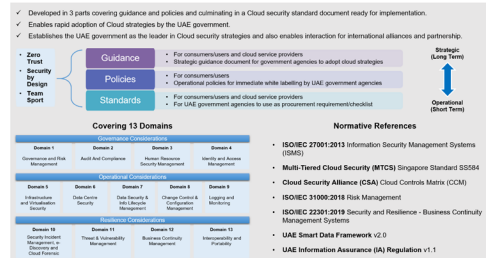 ✓ Developed in 3 parts covering guidance and policies and culminating in a Cloud security standard document ready for implementation.
✓ Enables rapid adoption of Cloud strategies by the UAE government.
✓ Establishes the UAE government as the leader in Cloud security strategies and also enables interaction for international alliances and partnership.
• Zero Trust
• Security by Design
• Team Sport
Guidance
• For consumers/users and cloud service providers
• Strategic guidance document for government agencies to adopt cloud strategies
Policies
• For consumers/users
• Operational policies for immediate white labelling by UAE government agencies
Standards
• For consumers/users and cloud service providers
• For UAE government agencies to use as procurement requirement/checklist
Strategic
(Long Term)
Operational
(Short Term)
Covering 13 Domains
Governance Considerations
Domain 1
Governance and Risk Management
Domain 2
Audit And Compliance
Domain 3
Human Resource Security Management
Domain 4
Identity and Access Management
Operational Considerations
Domain 5
Infrastructure and Virtualisation Security
Domain 6
Data Centre Security
Domain 7
Data Security & Info Lifecycle Management
Domain 8
Change Control & Configuration Management
Domain 9
Logging and Monitoring
Resilience Considerations
Domain 10
Security Incident Management, e-Discovery and Cloud Forensic
Domain 11
Threat & Vulnerability Management
Domain 12
Business Continuity Management
Domain 13
Interoperability and Portability
Normative References
• ISO/IEC 27001:2013 Information Security Management Systems
(ISMS)
• Multi-Tiered Cloud Security (MTCS) Singapore Standard SS584
• Cloud Security Alliance (CSA) Cloud Controls Matrix (CCM)
• ISO/IEC 31000:2018 Risk Management
• ISO/IEC 22301:2019 Security and Resilience - Business Continuity
Management Systems
• UAE Smart Data Framework v2.0
• UAE Information Assurance (IA) Regulation v1.1